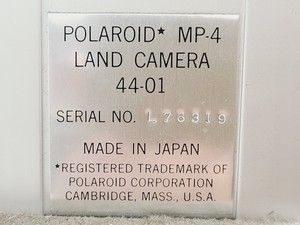 POLAROID* MP-4
LAND CAMERA
44-01
SERIAL NO. L76319
MADE IN JAPAN
*REGISTERED TRADEMARK OF
POLAROID CORPORATION
CAMBRIDGE, MASS., U.S.A.